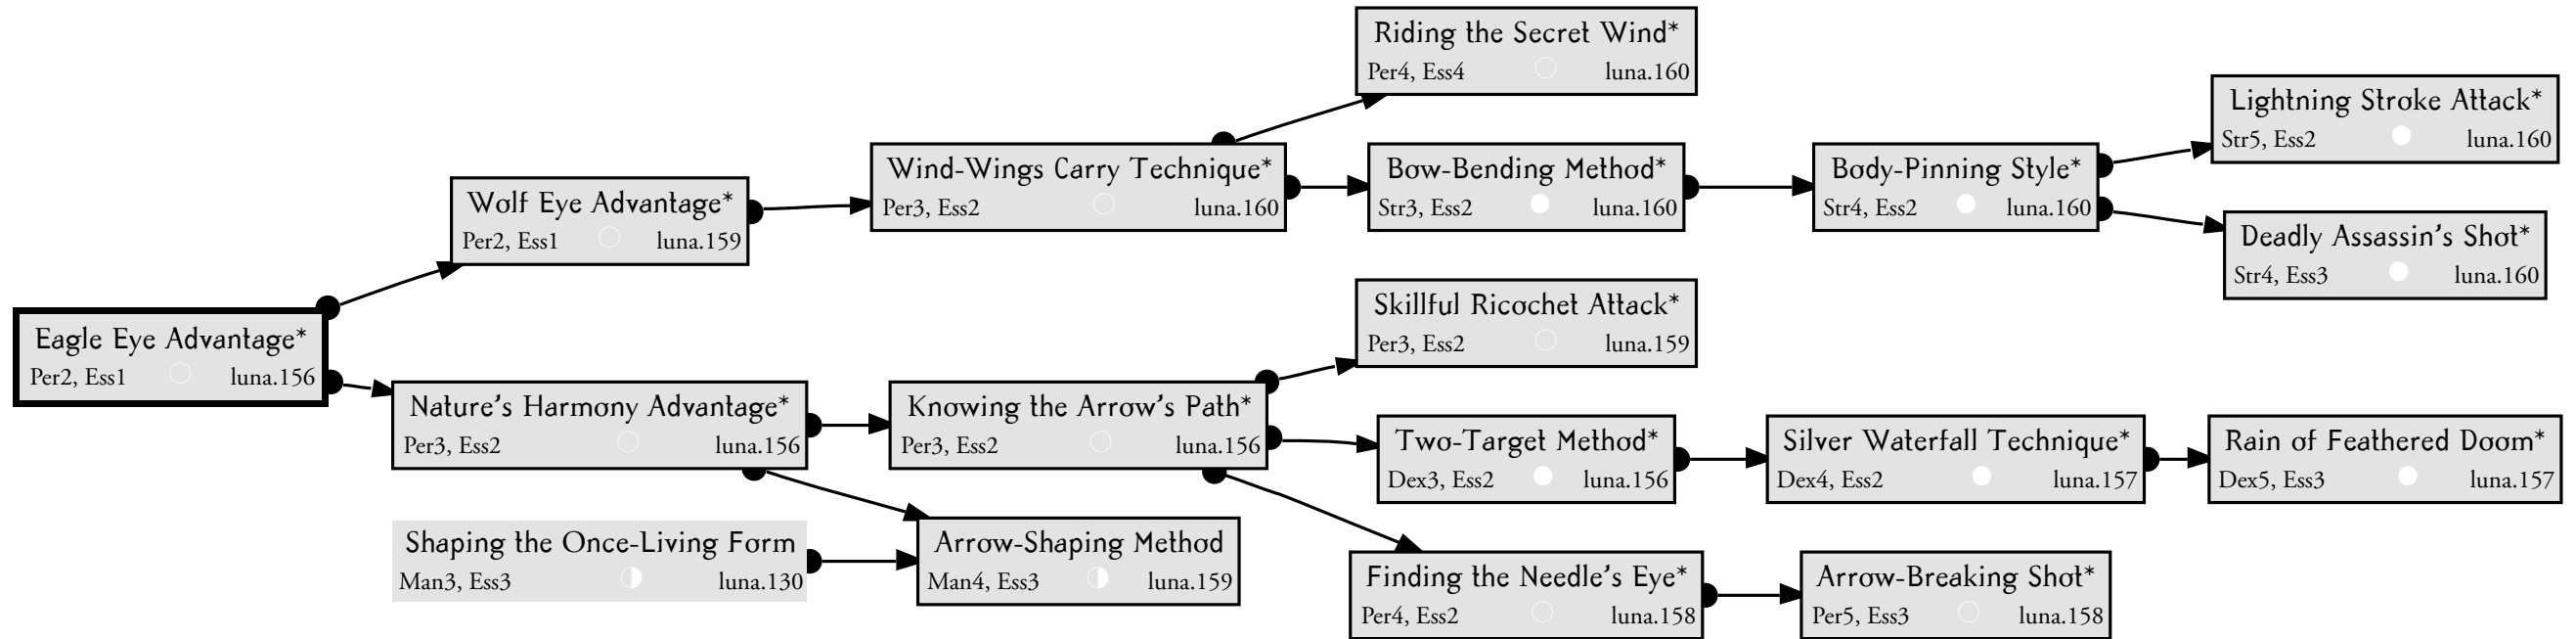 Riding the Secret Wind*
Per4, Ess4 luna.160
Lightning Stroke Attack*
Str5, Ess2 luna.160
Wind-Wings Carry Technique*
Per3, Ess2 luna.160
Bow-Bending Method*
Str3, Ess2 luna.160
Body-Pinning Style*
Str4, Ess2 luna.160
Wolf Eye Advantage*
Per2, Ess1 luna.159
Deadly Assassin's Shot*
Str4, Ess3 luna.160
Skillful Ricochet Attack*
Per3, Ess2 luna.159
Eagle Eye Advantage*
Per2, Ess1 luna.156
Nature's Harmony Advantage*
Per3, Ess2 luna.156
Knowing the Arrow's Path*
Per3, Ess2 luna.156
Two-Target Method*
Dex3, Ess2 luna.156
Silver Waterfall Technique*
Dex4, Ess2 luna.157
Rain of Feathered Doom*
Dex5, Ess3 luna.157
Shaping the Once-Living Form
Man3, Ess3 luna.130
Arrow-Shaping Method
Man4, Ess3 luna.159
Finding the Needle's Eye*
Per4, Ess2 luna.158
Arrow-Breaking Shot*
Per5, Ess3 luna.158